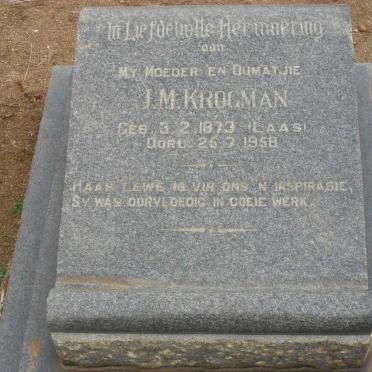 In Liefdevolle Herinnering
aan
MY MOEDER EN OUMATJIE
J.M. KROGMAN
GEB. 3.2.1873 (LAAS)
OORL. 25.7.1958
HAAR LEWE IS VIR ONS 'N INSPIRASIE,
SY WAS OORVLOEDIG IN GOEIE WERK.